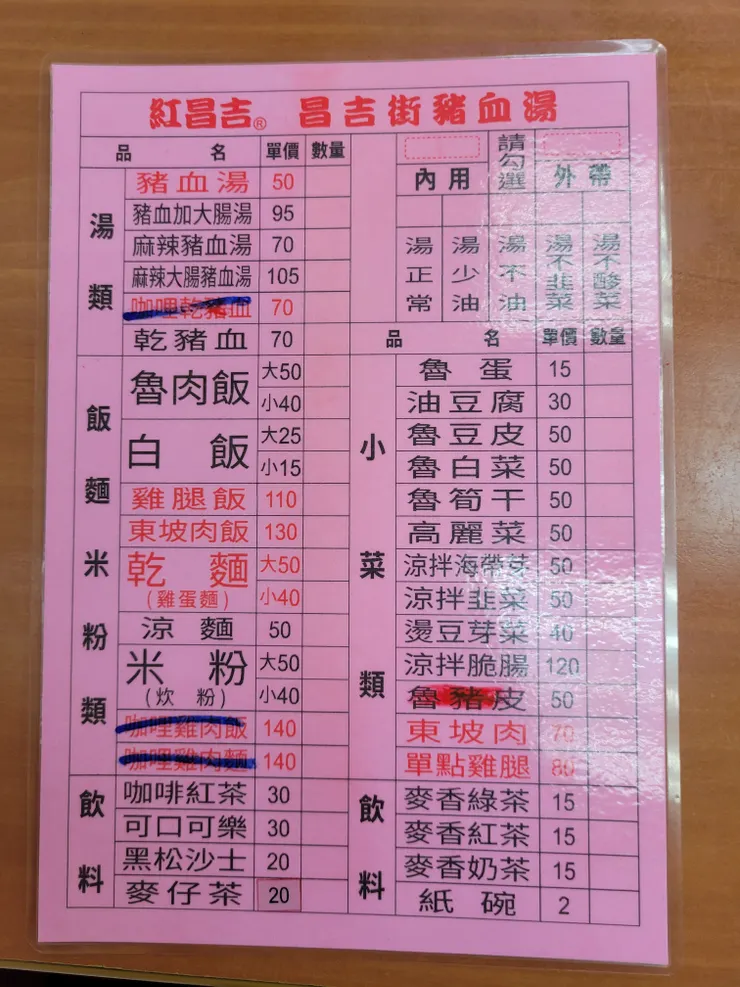 紅昌吉® 昌吉街豬血湯
品名 單價 數量
湯類
豬血湯 50
豬血加大腸湯 95
麻辣豬血湯 70
麻辣大腸豬血湯 105
咖哩乾豬血 70
乾豬血 70
飯麵米粉類
魯肉飯 大50
小40
白飯 大25
小15
雞腿飯 110
東坡肉飯 130
乾麵 大50
(雞蛋麵) 小40
涼麵 50
米粉 大50
(炊粉) 小40
咖哩雞肉飯 140
咖哩雞肉麵 140
飲料
咖啡紅茶 30
可口可樂 30
黑松沙士 20
麥仔茶 20
內用 請勾選 外帶
湯正常
湯少油
湯不油
湯不韭菜
湯不酸菜
品名 單價 數量
小菜類
魯蛋 15
油豆腐 30
魯豆皮 50
魯白菜 50
魯筍干 50
高麗菜 50
涼拌海帶芽 50
涼拌韭菜 50
燙豆芽菜 40
涼拌脆腸 120
魯豬皮 50
東坡肉 70
單點雞腿 80
飲料
麥香綠茶 15
麥香紅茶 15
麥香奶茶 15
紙碗 2